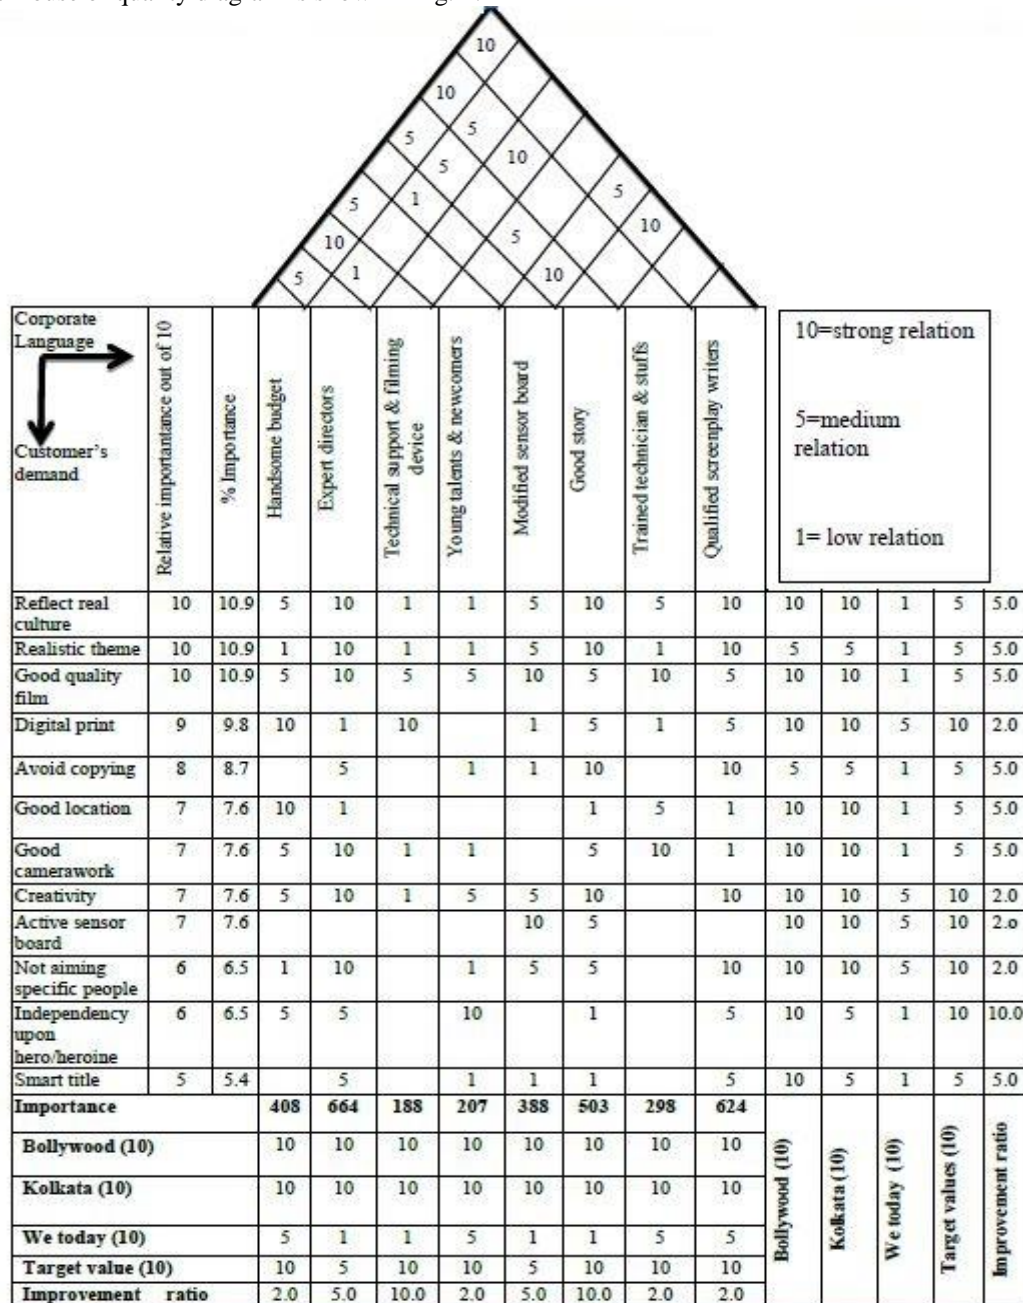 10
10
5
5
10
5
5
1
5
10
5
10
5 1 10
Corporate
Language
Customer's
demand
Relative importantance out of 10
% Importance
Handsome budget
Expert directors
Technical support & filming
device
Young talents & newcomers
Modified sensor board
Good story
Trained technician & stuffs
Qualified screenplay writers
10=strong relation
5=medium
relation
1= low relation
Reflect real
culture
10 10.9 5 10 1 1 5 10 5 10 10 10 1 5 5.0
Realistic theme 10 10.9 1 10 1 1 5 10 1 10 5 5 1 5 5.0
Good quality
film
10 10.9 5 10 5 5 10 5 10 5 10 10 1 5 5.0
Digital print 9 9.8 10 1 10 1 5 1 5 10 10 5 10 2.0
Avoid copying 8 8.7 5 1 1 10 10 5 5 1 5 5.0
Good location 7 7.6 10 1 1 5 1 10 10 1 5 5.0
Good
camerawork
7 7.6 5 10 1 1 5 10 1 10 10 1 5 5.0
Creativity 7 7.6 5 10 1 5 5 10 10 10 10 5 10 2.0
Active sensor
board
7 7.6 10 5 10 10 5 10 2.o
Not aiming
specific people
6 6.5 1 10 1 5 5 10 10 10 5 10 2.0
Independency
upon
hero/heroine
6 6.5 5 5 10 1 5 10 5 1 10 10.0
Smart title 5 5.4 5 1 1 1 5 10 5 1 5 5.0
Importance 408 664 188 207 388 503 298 624
Bollywood (10) 10 10 10 10 10 10 10 10
Kolkata (10) 10 10 10 10 10 10 10 10
We today (10) 5 1 1 5 1 1 5 5
Target value (10) 10 5 10 10 5 10 10 10
Improvement ratio 2.0 5.0 10.0 2.0 5.0 10.0 2.0 2.0
Bollywood (10)
Kolkata (10)
We today (10)
Target values (10)
Improvement ratio